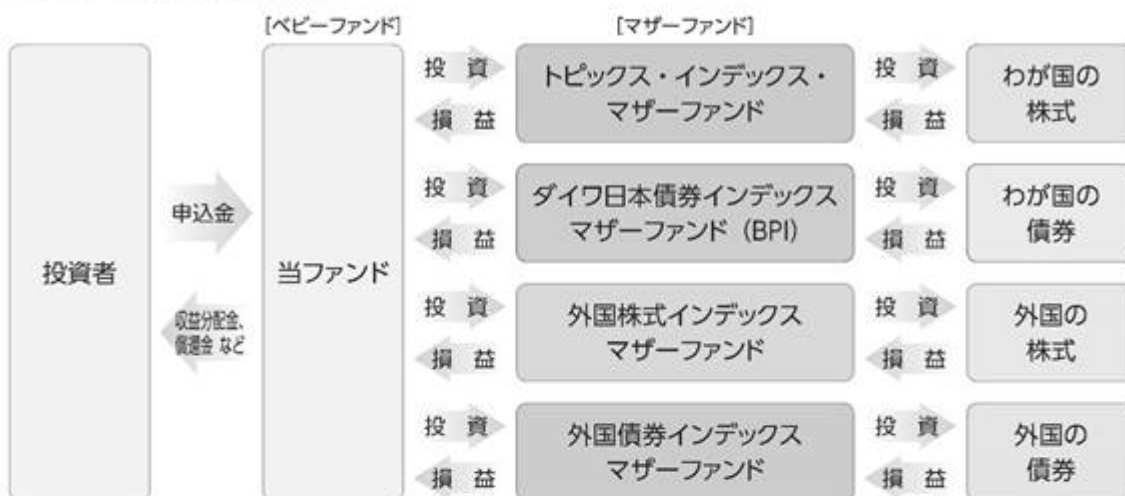 [ベビーファンド]
[マザーファンド]
投資者
申込金
収益分配金、
償還金 など
当ファンド
投 資
損 益
トピックス・インデックス・
マザーファンド
投 資
損 益
わが国の
株式
投 資
損 益
ダイワ日本債券インデックス
マザーファンド (BPI)
投 資
損 益
わが国の
債券
投 資
損 益
外国株式インデックス
マザーファンド
投 資
損 益
外国の
株式
投 資
損 益
外国債券インデックス
マザーファンド
投 資
損 益
外国の
債券